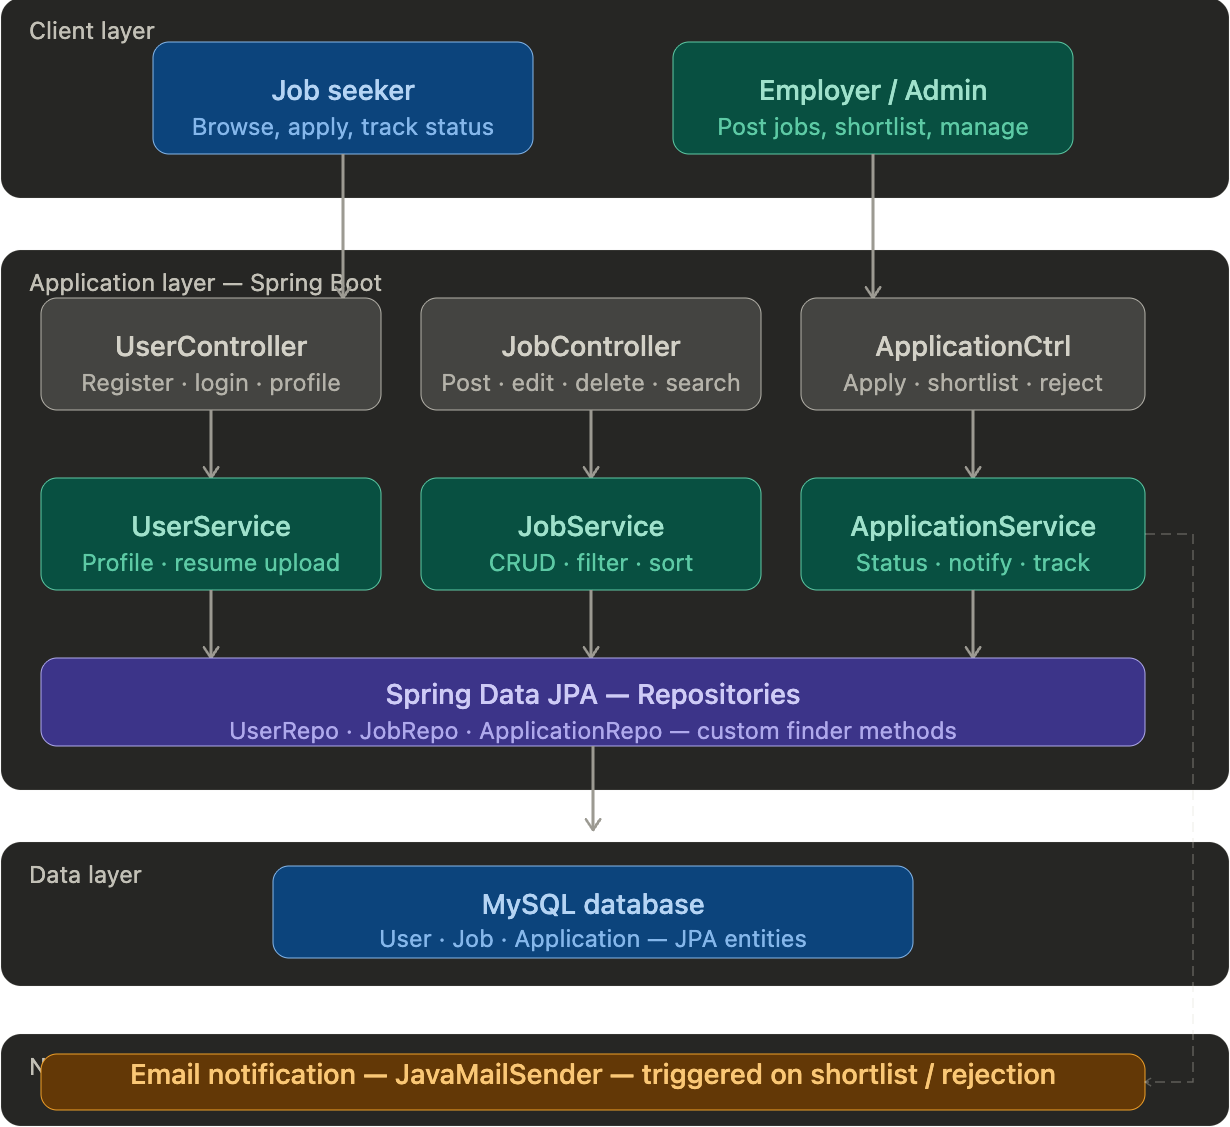 Client layer
Job seeker
Browse, apply, track status
Employer / Admin
Post jobs, shortlist, manage
Application layer — Spring Boot
UserController
Register · login · profile
JobController
Post · edit · delete · search
ApplicationCtrl
Apply · shortlist · reject
UserService
Profile · resume upload
JobService
CRUD · filter · sort
ApplicationService
Status · notify · track
Spring Data JPA — Repositories
UserRepo · JobRepo · ApplicationRepo — custom finder methods
Data layer
MySQL database
User · Job · Application — JPA entities
Email notification — JavaMailSender — triggered on shortlist / rejection